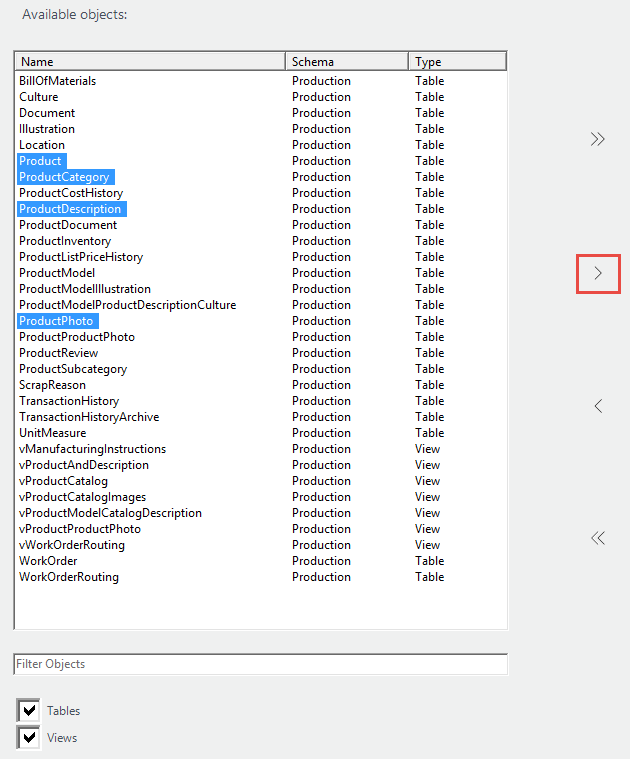 Available objects:
Name Schema Type
BillOfMaterials Production Table
Culture Production Table
Document Production Table
Illustration Production Table
Location Production Table
Product Production Table
ProductCategory Production Table
ProductCostHistory Production Table
ProductDescription Production Table
ProductDocument Production Table
ProductInventory Production Table
ProductListPriceHistory Production Table
ProductModel Production Table
ProductModelIllustration Production Table
ProductModelProductDescriptionCulture Production Table
ProductPhoto Production Table
ProductProductPhoto Production Table
ProductReview Production Table
ProductSubcategory Production Table
ScrapReason Production Table
TransactionHistory Production Table
TransactionHistoryArchive Production Table
UnitMeasure Production Table
vManufacturingInstructions Production View
vProductAndDescription Production View
vProductCatalog Production View
vProductCatalogImages Production View
vProductModelCatalogDescription Production View
vProductProductPhoto Production View
vWorkOrderRouting Production View
WorkOrder Production Table
WorkOrderRouting Production Table
Filter Objects
Tables
Views